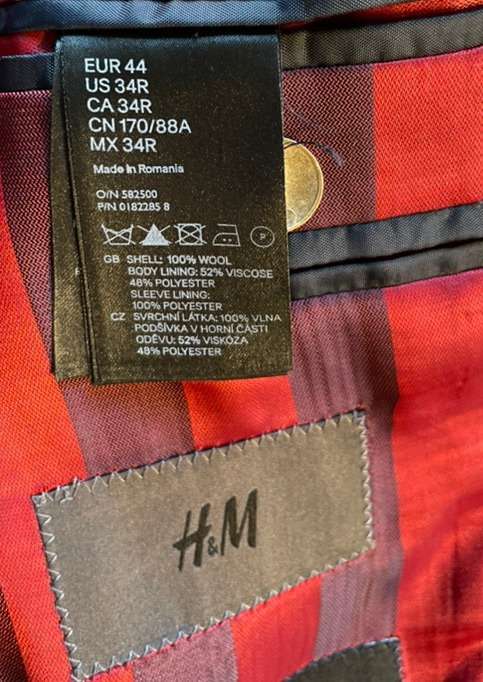 EUR 44
US 34R
CA 34R
CN 170/88A
MX 34R
Made in Romania
O/N 582500
P/N 0182285 8
P
GB SHELL: 100% WOOL
BODY LINING: 52% VISCOSE
48% POLYESTER
SLEEVE LINING:
100% POLYESTER
CZ SVRCHNÍ LÁTKA: 100% VLNA
PODŠÍVKA V HORNÍ ČÁSTI
ODĚVU: 52% VISKÓZA
48% POLYESTER
H&M